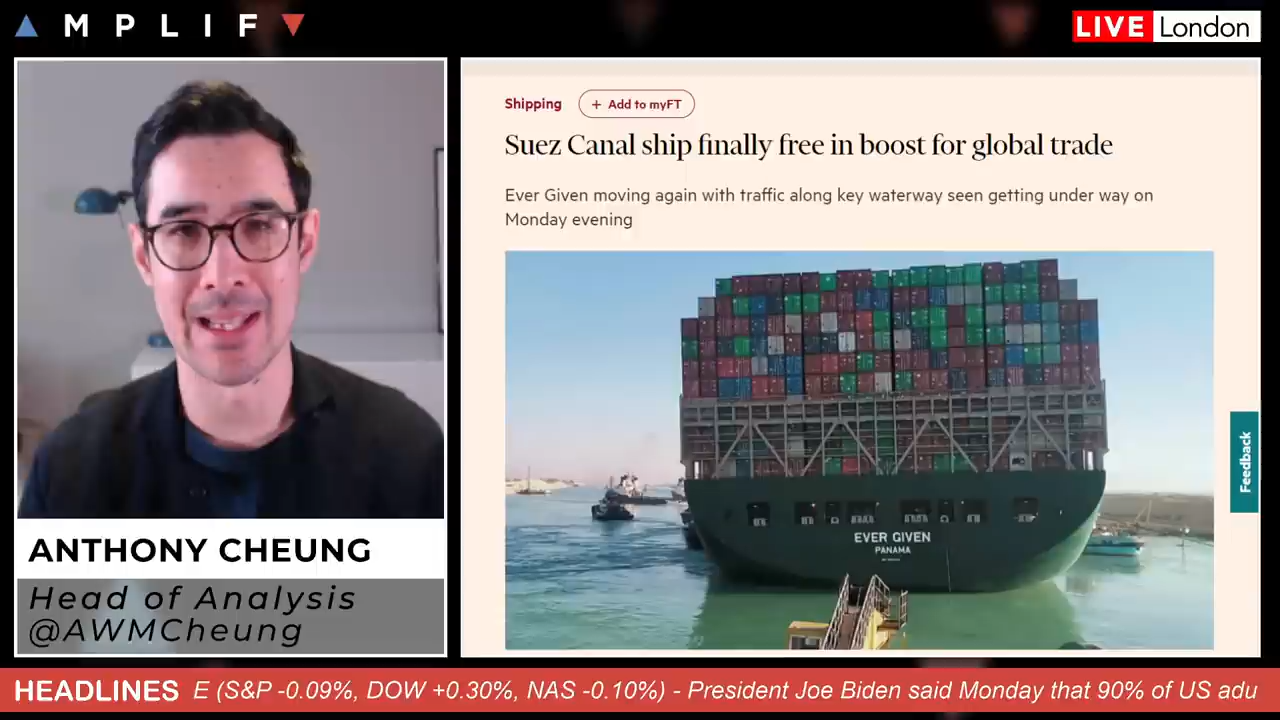 AMPLIFY
LIVE London
Shipping
+ Add to myFT
Suez Canal ship finally free in boost for global trade
Ever Given moving again with traffic along key waterway seen getting under way on
Monday evening
EVER GIVEN
PANAMA
Feedback
ANTHONY CHEUNG
Head of Analysis
@AWMCheung
HEADLINES E (S&P -0.09%, DOW +0.30%, NAS -0.10%) - President Joe Biden said Monday that 90% of US adu